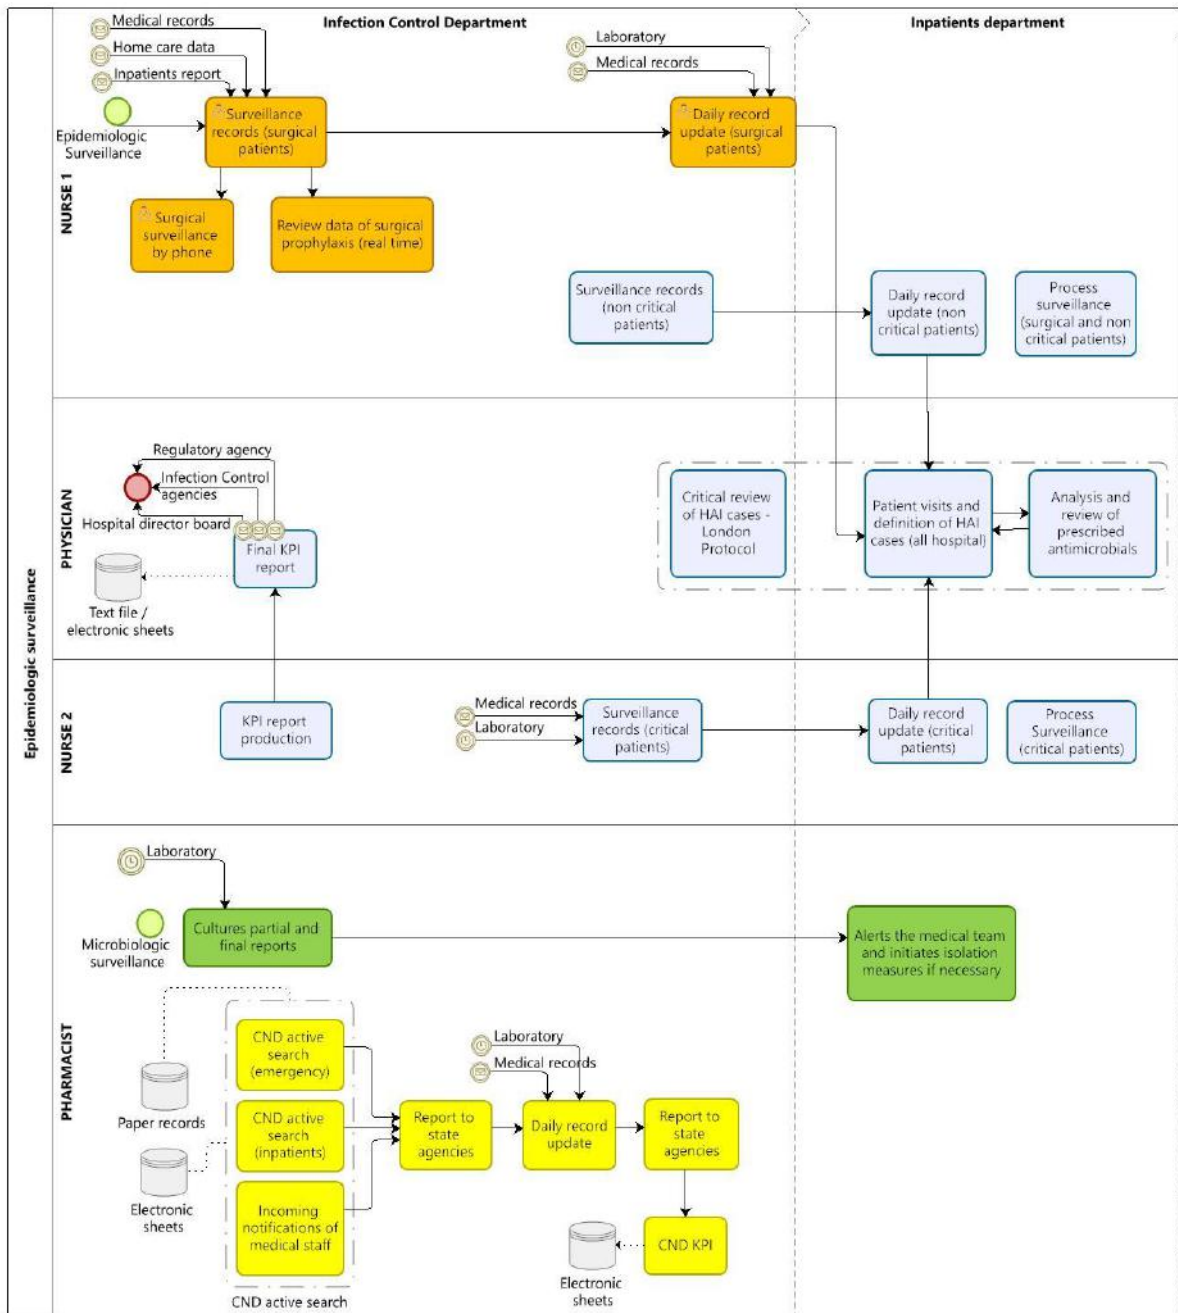 Infection Control Department
Inpatients department
Epidemiologic surveillance
NURSE 1
Medical records
Home care data
Inpatients report
Epidemiologic
Surveillance
Surveillance
records (surgical
patients)
Laboratory
Medical records
Daily record
update (surgical
patients)
Surgical
surveillance
by phone
Review data of surgical
prophylaxis (real time)
Surveillance records
(non critical
patients)
Daily record
update (non
critical patients)
Process
surveillance
(surgical and non
critical patients)
PHYSICIAN
Regulatory agency
Infection Control
agencies
Hospital director board
Final KPI
report
Text file /
electronic sheets
Critical review
of HAI cases -
London
Protocol
Patient visits and
definition of HAI
cases (all hospital)
Analysis and
review of
prescribed
antimicrobials
NURSE 2
KPI report
production
Medical records
Laboratory
Surveillance
records (critical
patients)
Daily record
update (critical
patients)
Process
Surveillance
(critical patients)
PHARMACIST
Laboratory
Microbiologic
surveillance
Cultures partial and
final reports
Alerts the medical team
and initiates isolation
measures if necessary
CND active
search
(emergency)
Paper records
CND active
search
(inpatients)
Electronic
sheets
Incoming
notifications of
medical staff
CND active search
Report to
state
agencies
Laboratory
Medical records
Daily record
update
Report to
state
agencies
CND KPI
Electronic
sheets